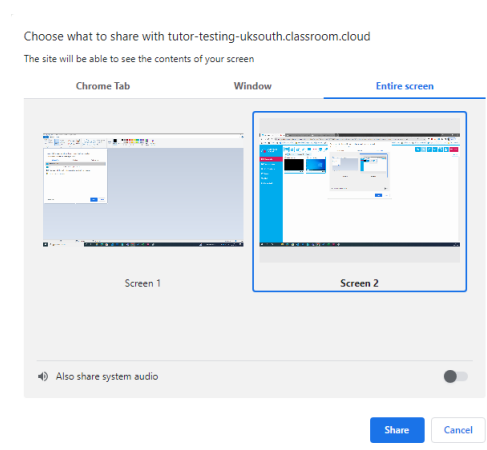 Choose what to share with tutor-testing-uksouth.classroom.cloud
The site will be able to see the contents of your screen
Chrome Tab
Window
Entire screen
Screen 1
Screen 2
Also share system audio
Share
Cancel